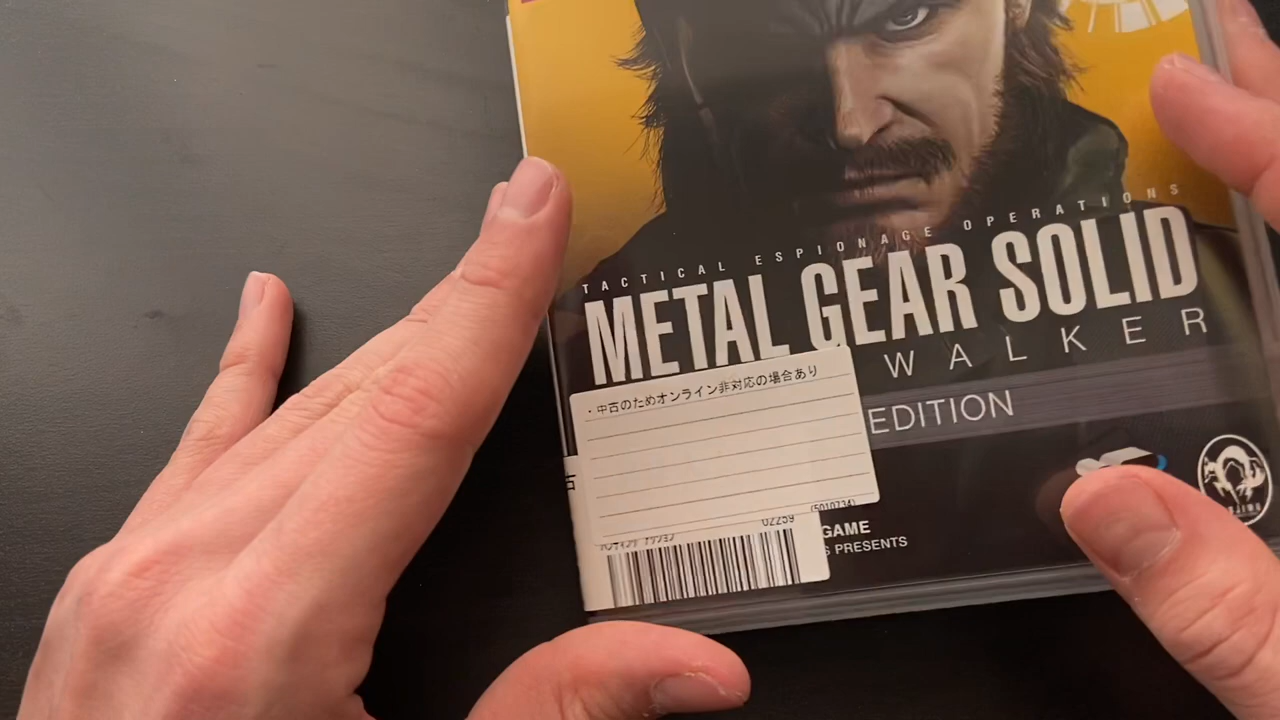 TACTICAL ESPIONAGE OPERATIONS
METAL GEAR SOLID
WALKER
EDITION
・中古のためオンライン非対応の場合あり
古
02259
(5010734)
GAME
S PRESENTS